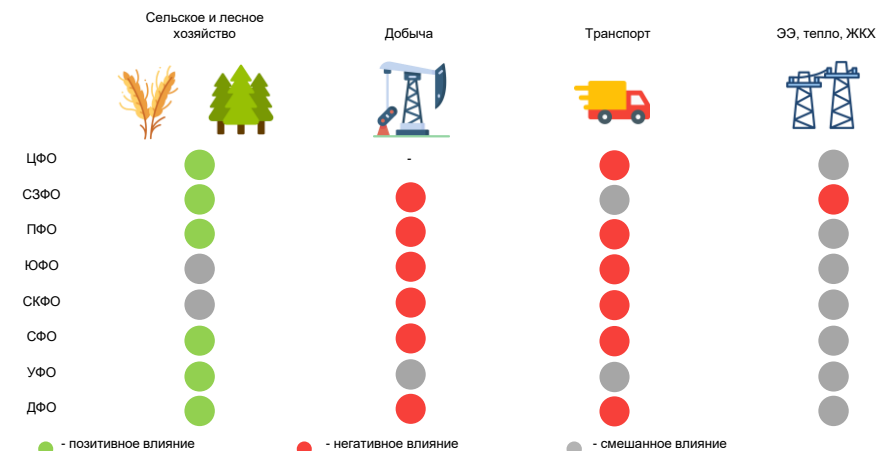 Сельское и лесное
хозяйство
Добыча
Транспорт
ЭЭ, тепло, ЖКХ
ЦФО
-
СЗФО
ПФО
ЮФО
СКФО
СФО
УФО
ДФО
- позитивное влияние
- негативное влияние
- смешанное влияние